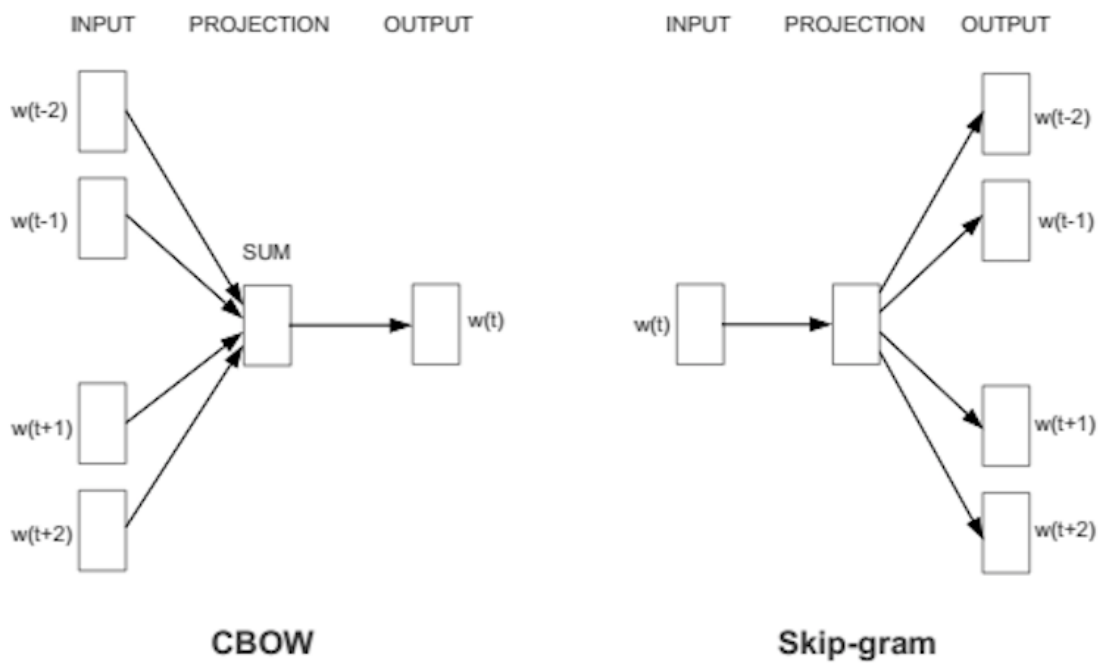 INPUT PROJECTION OUTPUT
w(t-2)
w(t-1)
SUM
w(t)
w(t+1)
w(t+2)
CBOW
INPUT PROJECTION OUTPUT
w(t-2)
w(t-1)
w(t)
w(t+1)
w(t+2)
Skip-gram